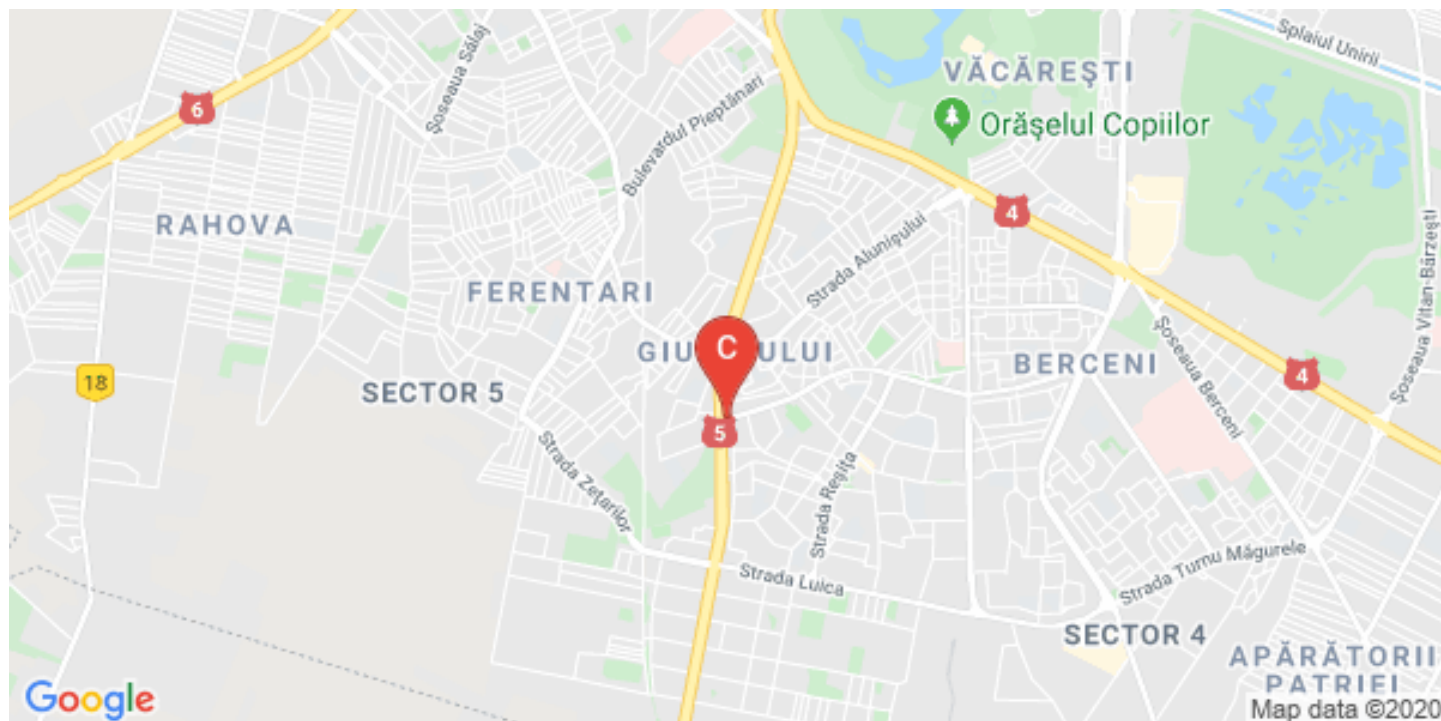 Splaiul Unirii
Șoseaua Sălaj
VĂCĂREȘTI
Bulevardul Pieptănari
6
Orășelul Copiilor
RAHOVA
4
Strada Alunișului
FERENTARI
Șoseaua Vitan-Bârzești
C
BERCENI
Șoseaua Berceni
18
SECTOR 5
4
5
Strada Zețarilor
Strada Reșița
Strada Luica
Strada Turnu Măgurele
SECTOR 4
APĂRĂTORII
PATRIEI
Google
Map data ©2020